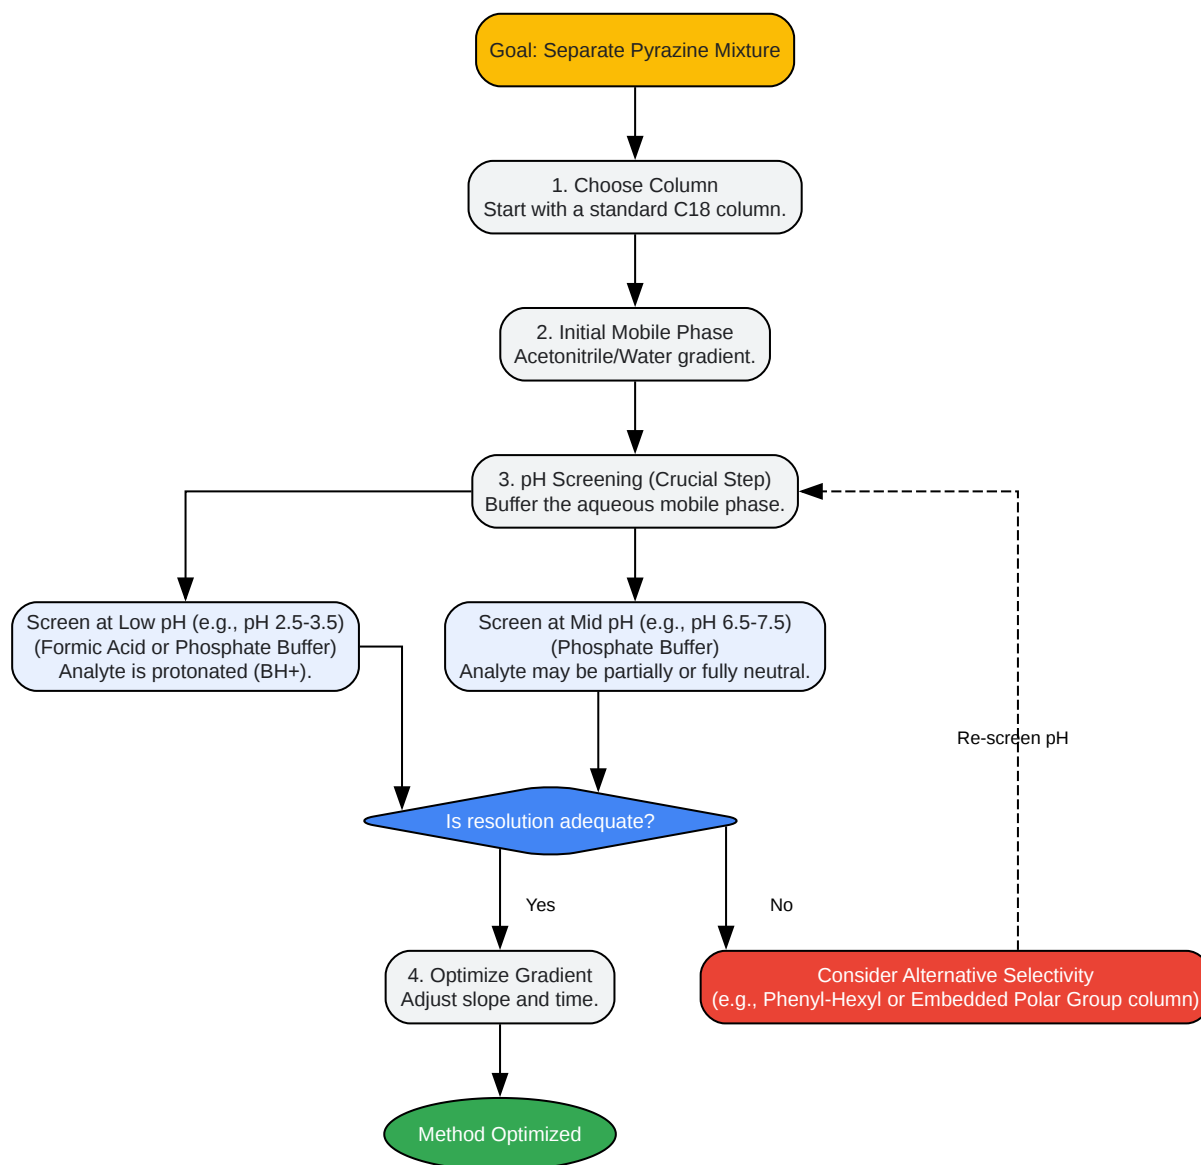 Goal: Separate Pyrazine Mixture
1. Choose Column
Start with a standard C18 column.
2. Initial Mobile Phase
Acetonitrile/Water gradient.
3. pH Screening (Crucial Step)
Buffer the aqueous mobile phase.
Screen at Low pH (e.g., pH 2.5-3.5)
(Formic Acid or Phosphate Buffer)
Analyte is protonated (BH+).
Screen at Mid pH (e.g., pH 6.5-7.5)
(Phosphate Buffer)
Analyte may be partially or fully neutral.
Re-screen pH
Is resolution adequate?
Yes
No
4. Optimize Gradient
Adjust slope and time.
Consider Alternative Selectivity
(e.g., Phenyl-Hexyl or Embedded Polar Group column)
Method Optimized